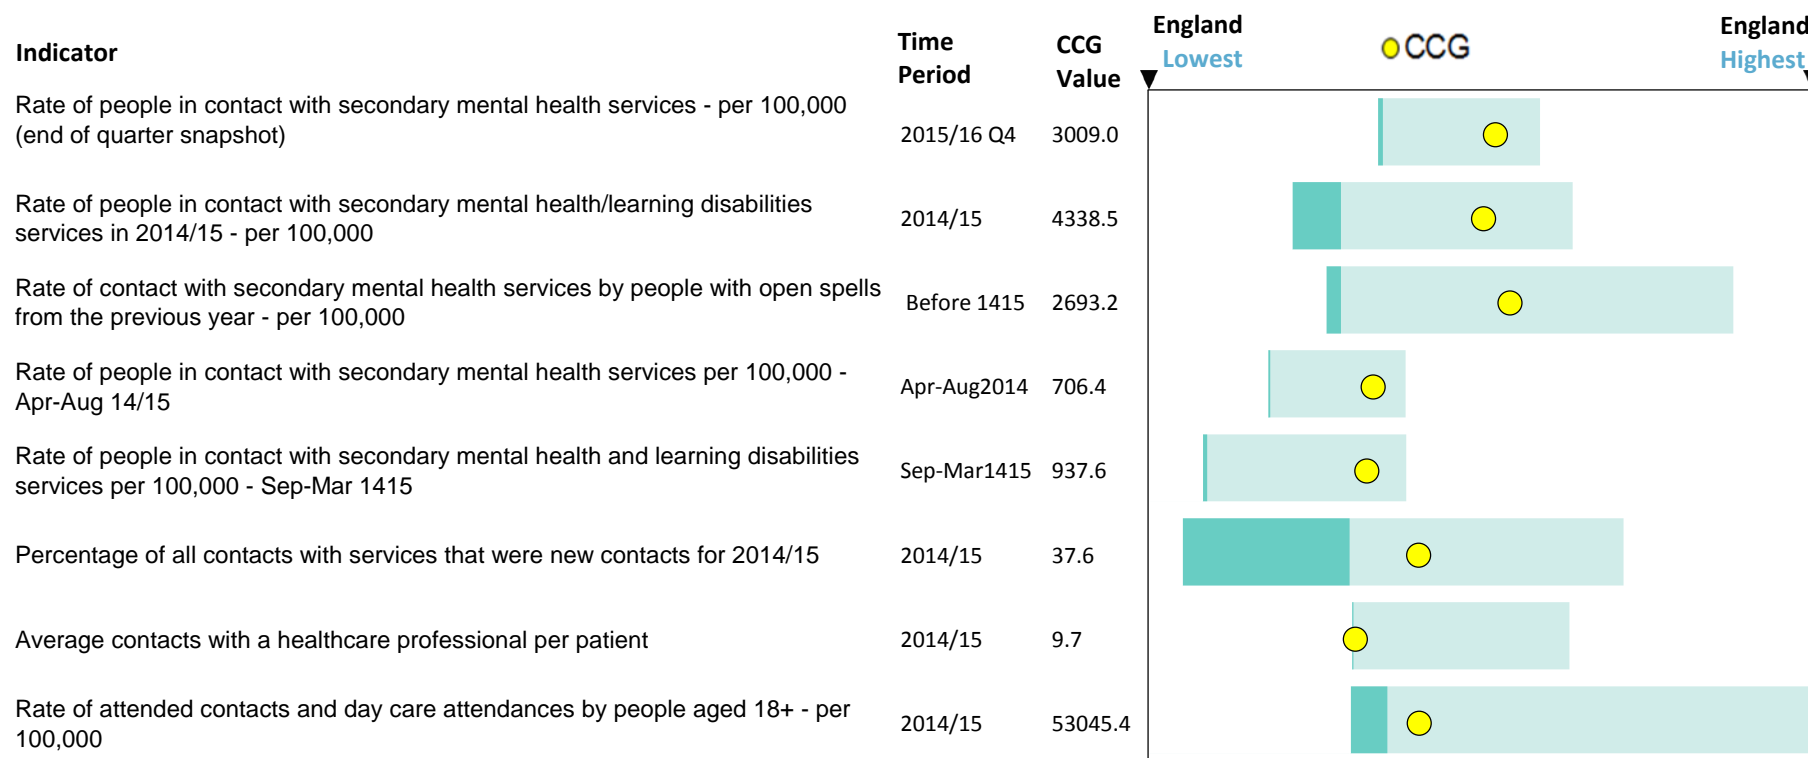 Indicator
Time
Period
CCG
Value
England
Lowest
CCG
England
Highest
Rate of people in contact with secondary mental health services - per 100,000
(end of quarter snapshot)
2015/16 Q4 3009.0
Rate of people in contact with secondary mental health/learning disabilities
services in 2014/15 - per 100,000
2014/15 4338.5
Rate of contact with secondary mental health services by people with open spells
from the previous year - per 100,000
Before 1415 2693.2
Rate of people in contact with secondary mental health services per 100,000 -
Apr-Aug 14/15
Apr-Aug2014 706.4
Rate of people in contact with secondary mental health and learning disabilities
services per 100,000 - Sep-Mar 1415
Sep-Mar1415 937.6
Percentage of all contacts with services that were new contacts for 2014/15 2014/15 37.6
Average contacts with a healthcare professional per patient 2014/15 9.7
Rate of attended contacts and day care attendances by people aged 18+ - per
100,000
2014/15 53045.4